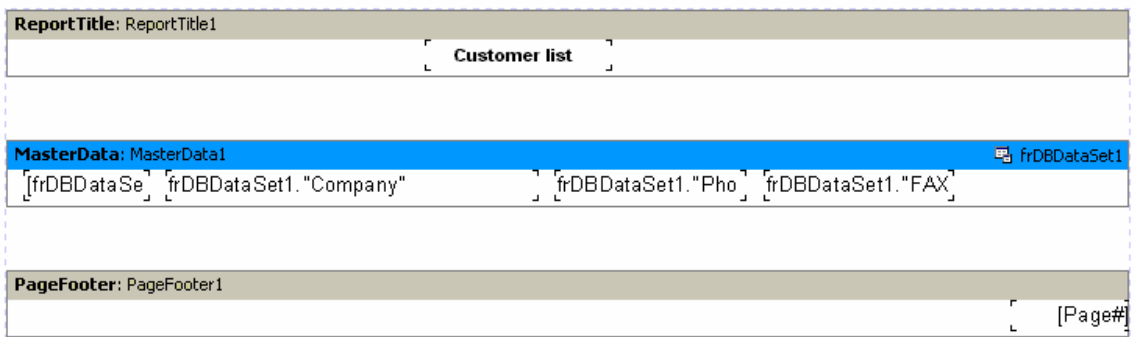 ReportTitle: ReportTitle1
Customer list
MasterData: MasterData1 frDBDataSet1
[frDBDataSe frDBDataSet1."Company" frDBDataSet1."Pho frDBDataSet1."FAX
PageFooter: PageFooter1
[Page#]